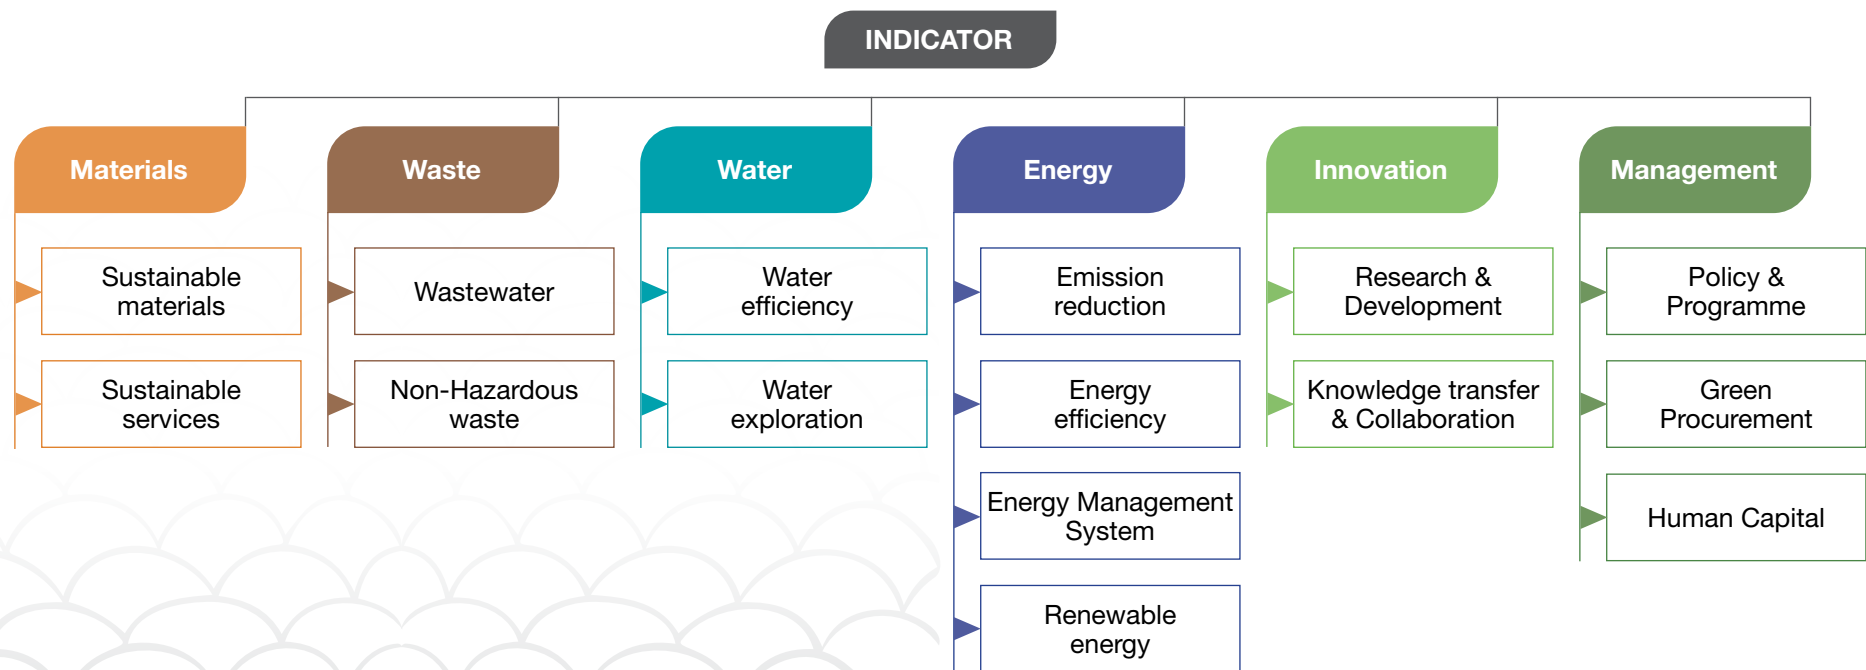 INDICATOR
Materials
Sustainable
materials
Sustainable
services
Waste
Wastewater
Non-Hazardous
waste
Water
Water
efficiency
Water
exploration
Energy
Emission
reduction
Energy
efficiency
Energy Management
System
Renewable
energy
Innovation
Research &
Development
Knowledge transfer
& Collaboration
Management
Policy &
Programme
Green
Procurement
Human Capital